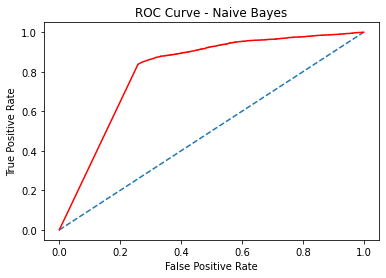 ROC Curve - Naive Bayes
1.0
0.8
0.6
0.4
0.2
0.0
True Positive Rate
0.0 0.2 0.4 0.6 0.8 1.0
False Positive Rate